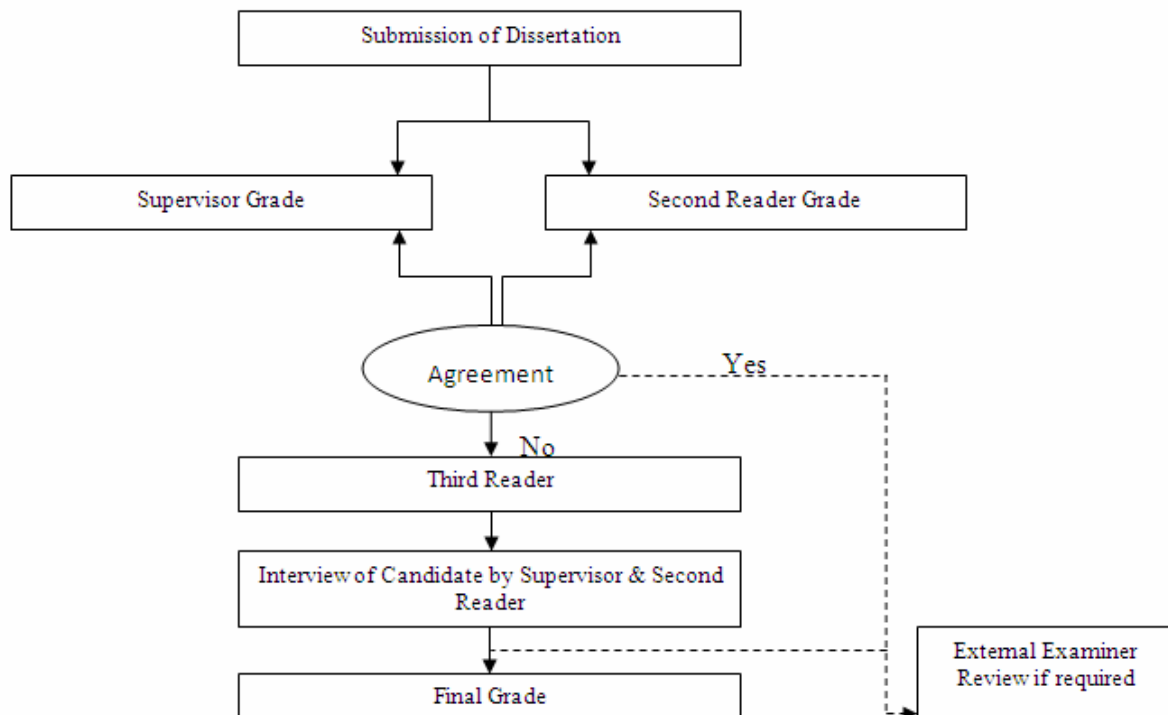 Submission of Dissertation
Supervisor Grade
Second Reader Grade
Agreement
Yes
No
Third Reader
Interview of Candidate by Supervisor & Second
Reader
External Examiner
Review if required
Final Grade